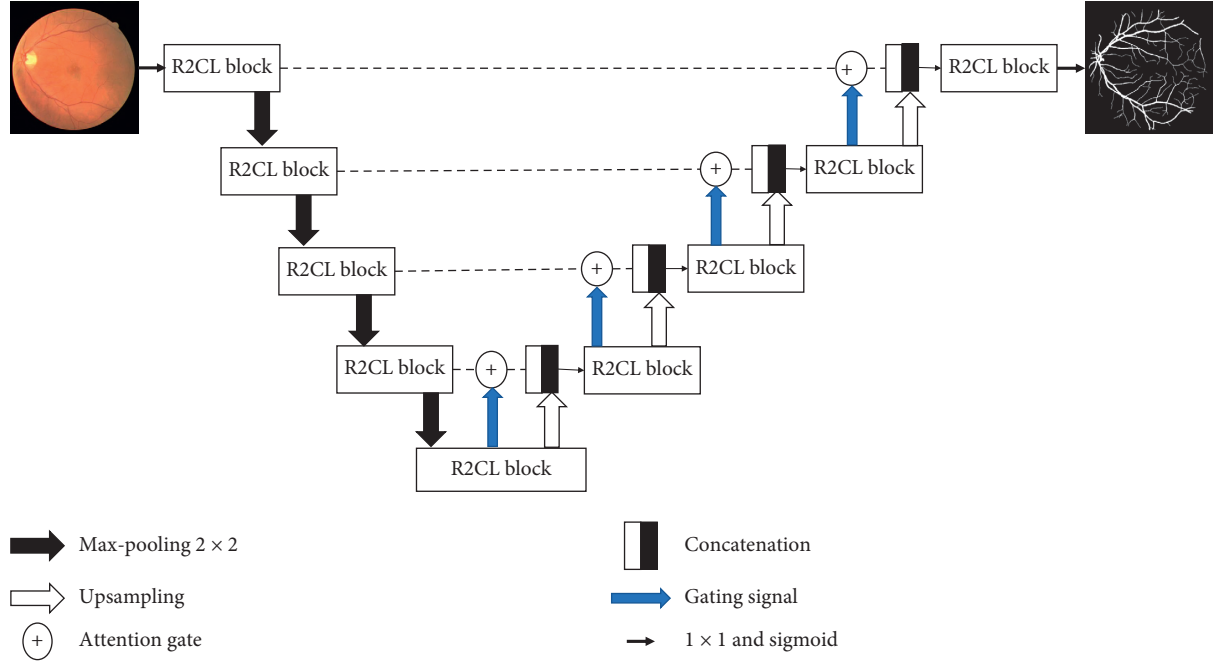 R2CL block
+
R2CL block
R2CL block
+
R2CL block
R2CL block
+
R2CL block
R2CL block
+
R2CL block
R2CL block
Max-pooling 2 × 2
Concatenation
Upsampling
Gating signal
+
Attention gate
1 × 1 and sigmoid